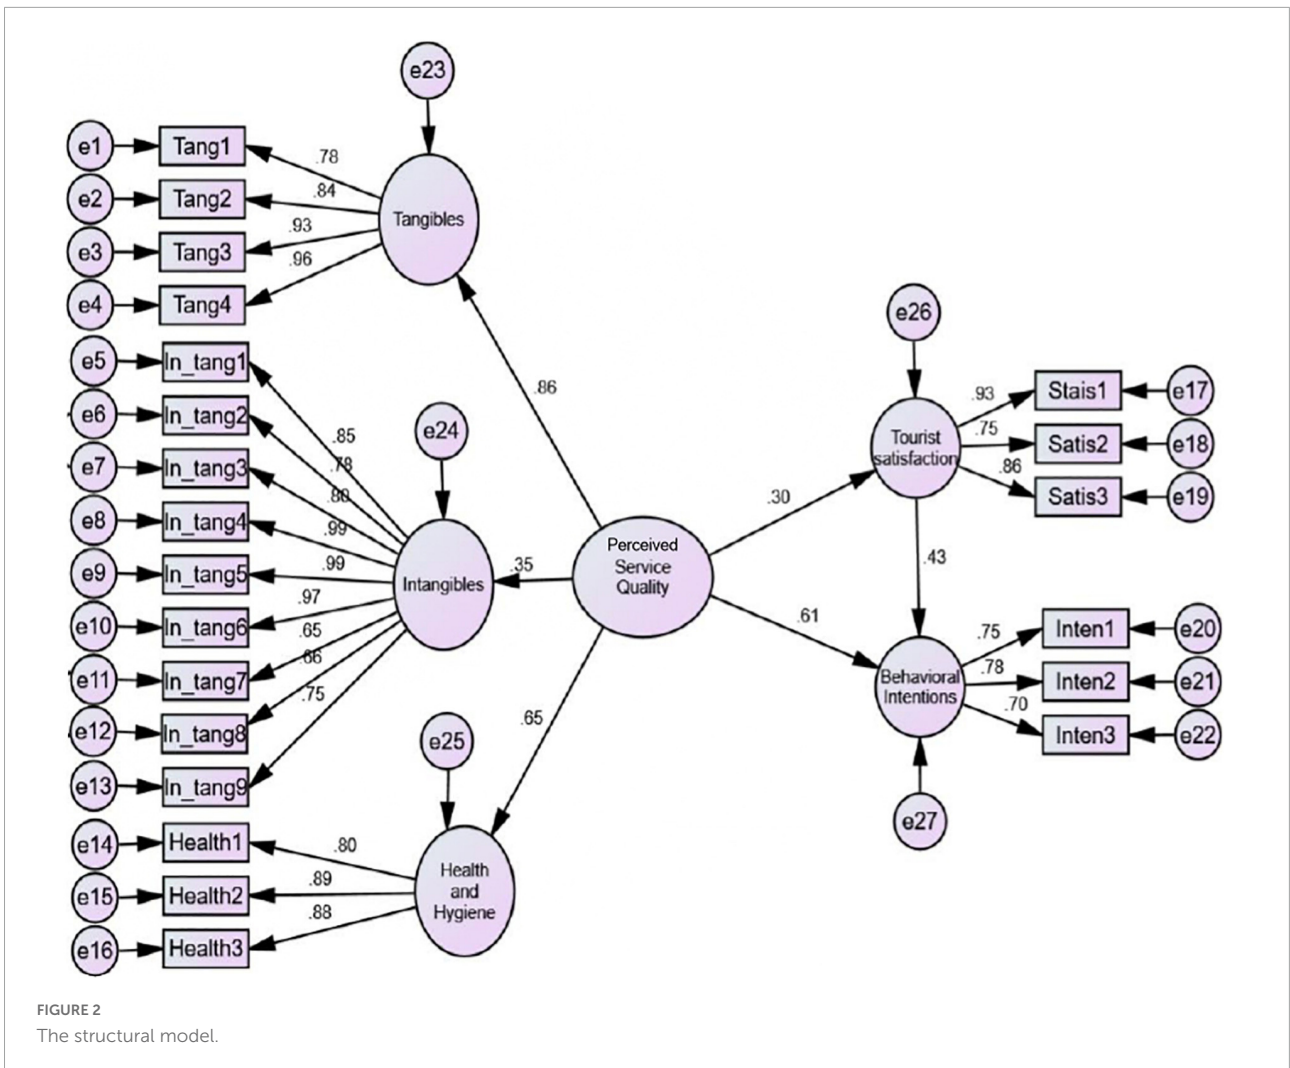 e23
e1
Tang1
.78
e2
Tang2
.84
Tangibles
e3
Tang3
.93
e4
Tang4
.96
e5
In_tang1
.85
e6
In_tang2
.78
e7
In_tang3
.80
e8
In_tang4
.99
e9
In_tang5
.99
e10
In_tang6
.97
e11
In_tang7
.65
e12
In_tang8
.66
e13
In_tang9
.75
e24
Intangibles
.86
.35
.65
Perceived
Service
Quality
e25
e14
Health1
.80
e15
Health2
.89
e16
Health3
.88
Health
and
Hygiene
.30
.61
e26
Tourist
satisfaction
.93
Stais1
e17
.75
Satis2
e18
.86
Satis3
e19
.43
Behavioral
Intentions
.75
Inten1
e20
.78
Inten2
e21
.70
Inten3
e22
e27
FIGURE 2
The structural model.